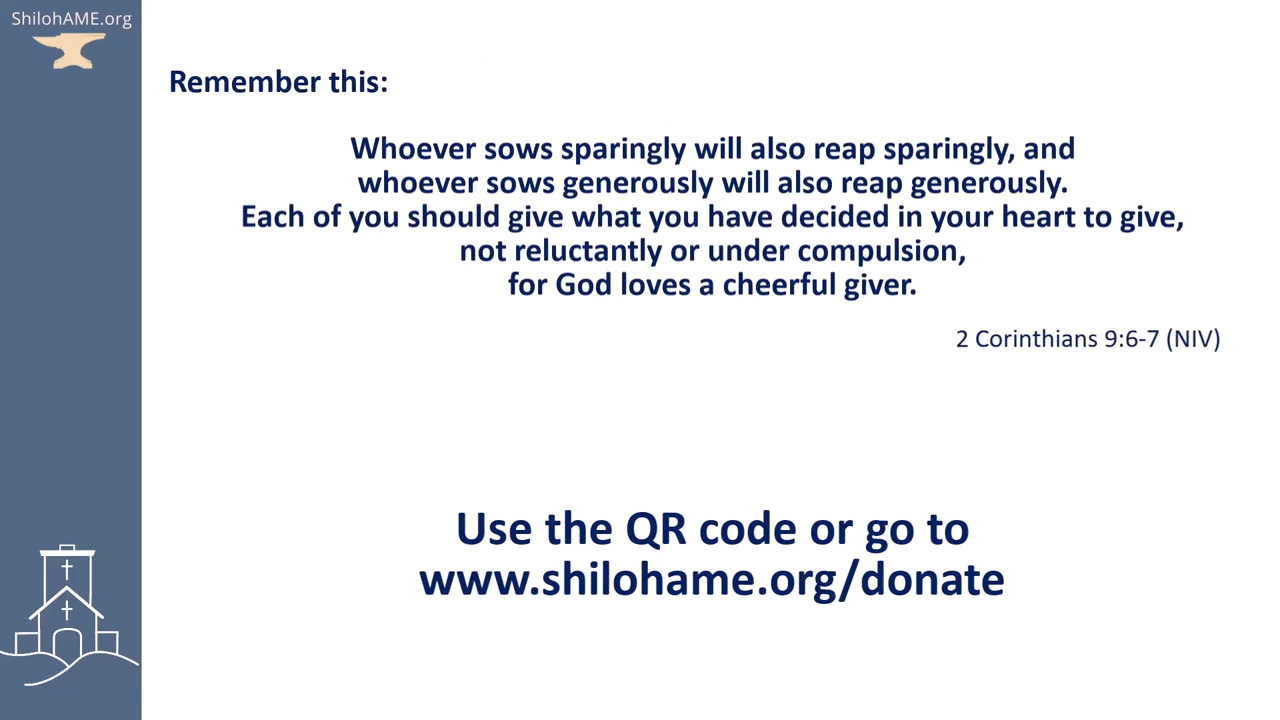 ShilohAME.org
Remember this:
Whoever sows sparingly will also reap sparingly, and
whoever sows generously will also reap generously.
Each of you should give what you have decided in your heart to give,
not reluctantly or under compulsion,
for God loves a cheerful giver.
2 Corinthians 9:6-7 (NIV)
Use the QR code or go to
www.shilohame.org/donate